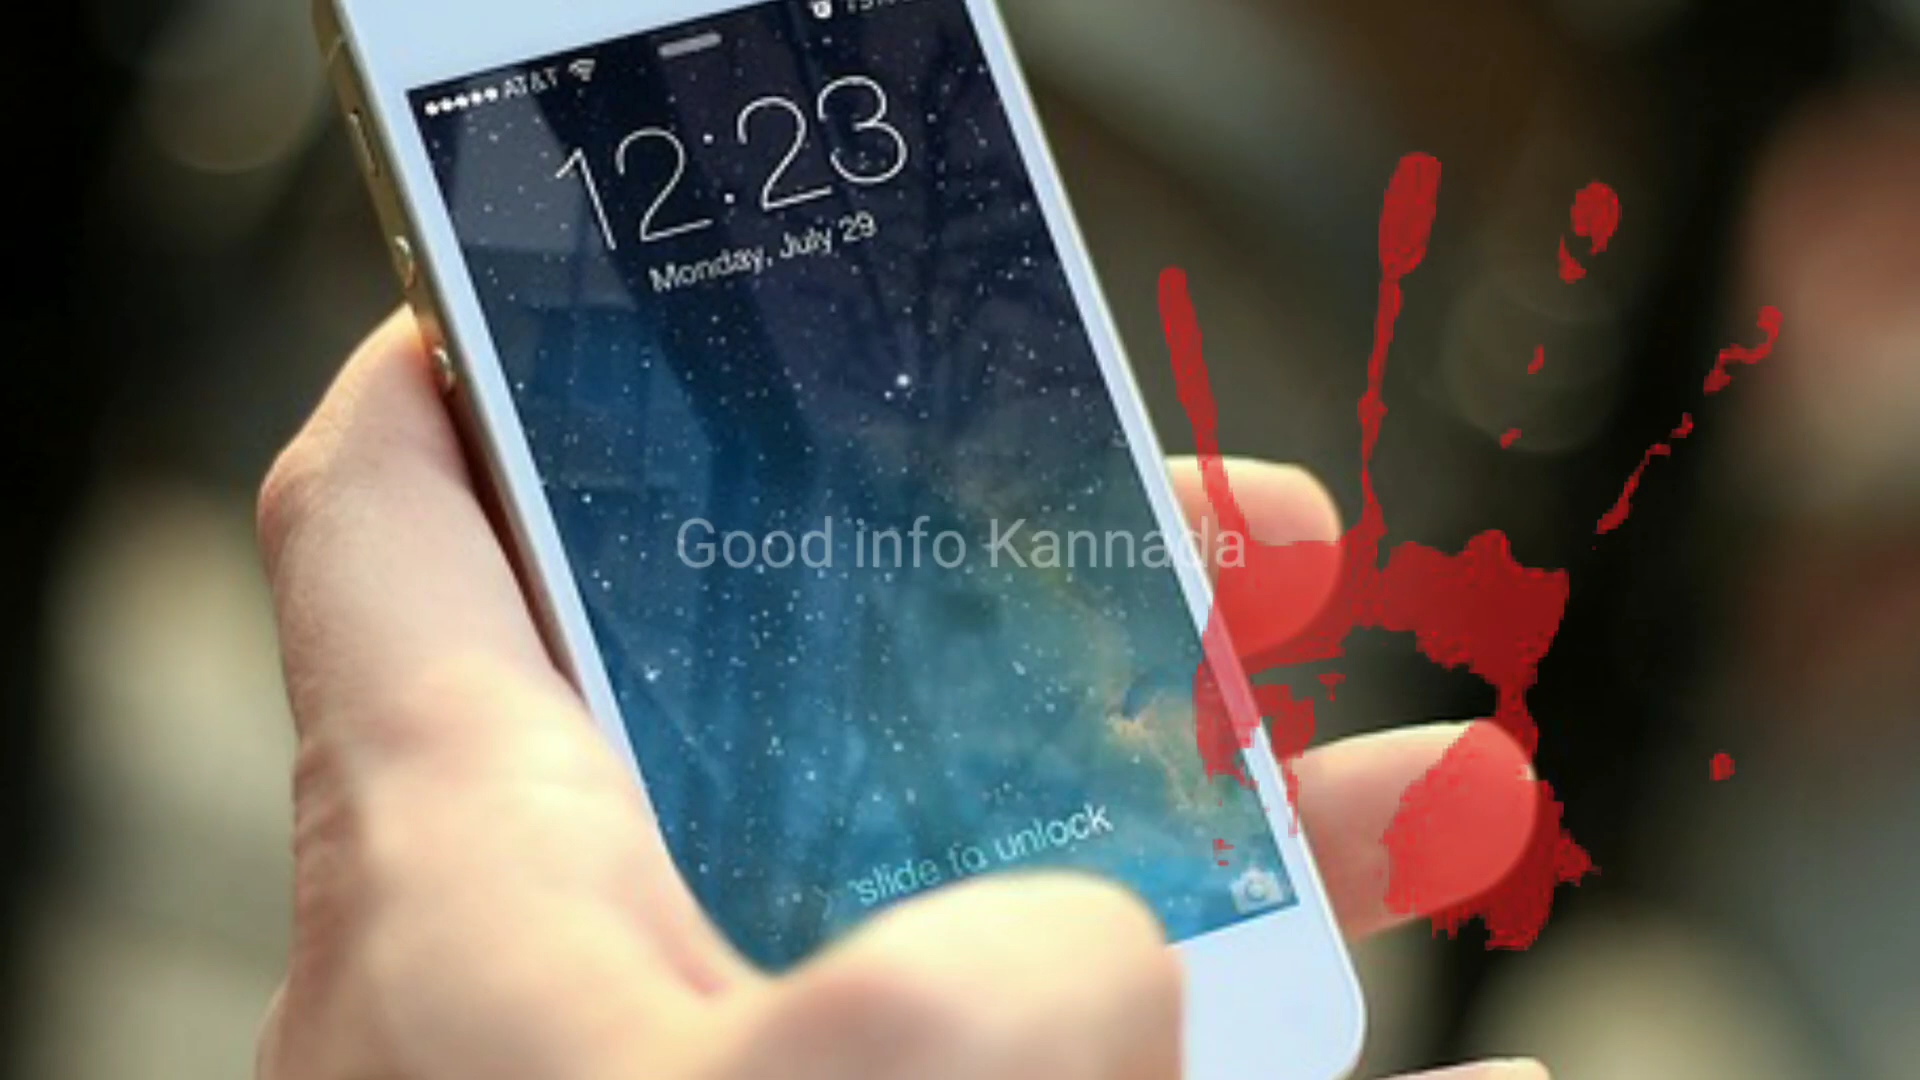 ●●●●● AT&T
12:23
Monday, July 29
Good info Kannada
slide to unlock